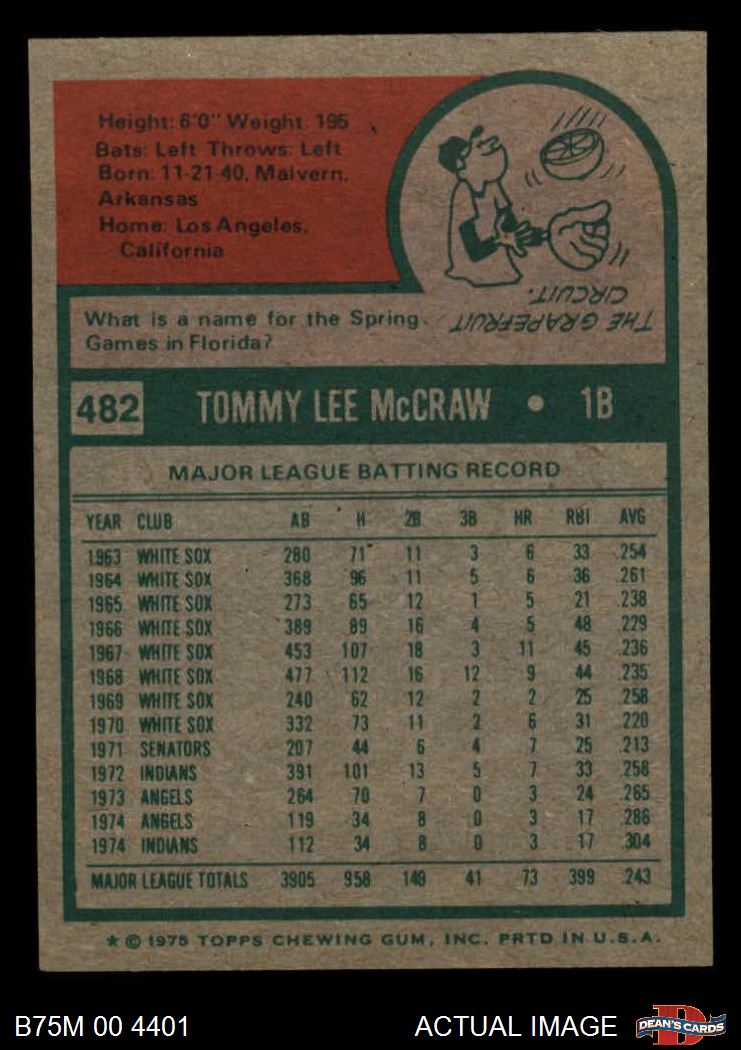 Height: 6'0" Weight: 195
Bats: Left Throws: Left
Born: 11-21-40, Malvern,
Arkansas
Home: Los Angeles,
California
What is a name for the Spring
Games in Florida?
THE GRAPEFRUIT
CIRCUIT.
482 TOMMY LEE McCRAW • 1B
MAJOR LEAGUE BATTING RECORD
YEAR CLUB AB H 2B 3B HR RBI AVG
1963 WHITE SOX 280 71 11 3 6 33 .254
1964 WHITE SOX 368 96 11 5 6 36 .261
1965 WHITE SOX 273 65 12 1 5 21 .238
1966 WHITE SOX 389 89 16 4 5 48 .229
1967 WHITE SOX 453 107 18 3 11 45 .236
1968 WHITE SOX 477 112 16 12 9 44 .235
1969 WHITE SOX 240 62 12 2 2 25 .258
1970 WHITE SOX 332 73 11 2 6 31 .220
1971 SENATORS 207 44 6 4 7 25 .213
1972 INDIANS 391 101 13 5 7 33 .258
1973 ANGELS 264 70 7 0 3 24 .265
1974 ANGELS 119 34 8 0 3 17 .286
1974 INDIANS 112 34 8 0 3 17 .304
MAJOR LEAGUE TOTALS 3905 958 149 41 73 399 .243
* © 1975 TOPPS CHEWING GUM, INC. PRTD IN U.S.A.
B75M 00 4401 ACTUAL IMAGE DEAN'S CARDS